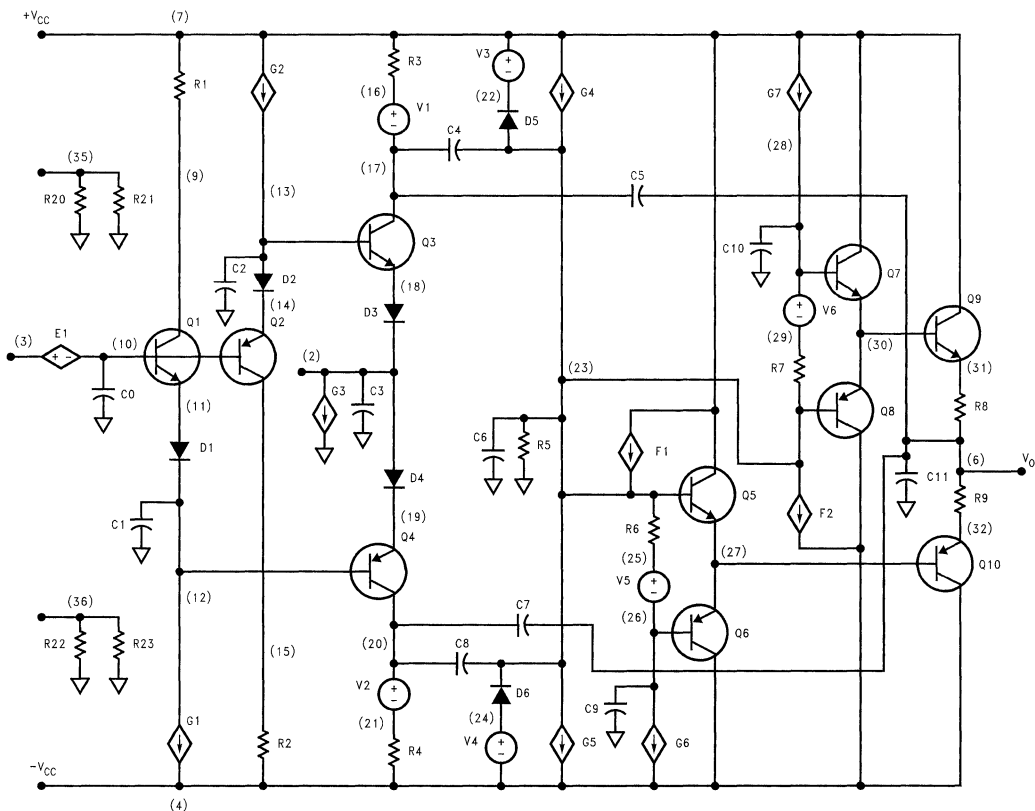 +VCC (7)
R1
G2
R3
V3
G4
G7
(16)
V1
(22)
D5
C4
(28)
(35)
R20
R21
(9)
(13)
(17)
C5
C10
C2
D2
(14)
Q3
(18)
D3
Q7
V6
(29)
Q9
(30)
(3)
E1
(10)
Q1
Q2
C0
(11)
(2)
G3
C3
(23)
R7
Q8
(31)
R8
D1
C1
D4
(19)
C6
R5
F1
Q5
(6)
VO
C11
R9
F2
(32)
Q10
R6
(25)
V5
(26)
(27)
Q4
(12)
(36)
R22
R23
(15)
(20)
C7
C8
Q6
V2
(21)
D6
(24)
V4
C9
G1
R2
R4
G5
G6
-VCC
(4)
+
-
+
-
+
-
+
-
+
-
+
-
+ -